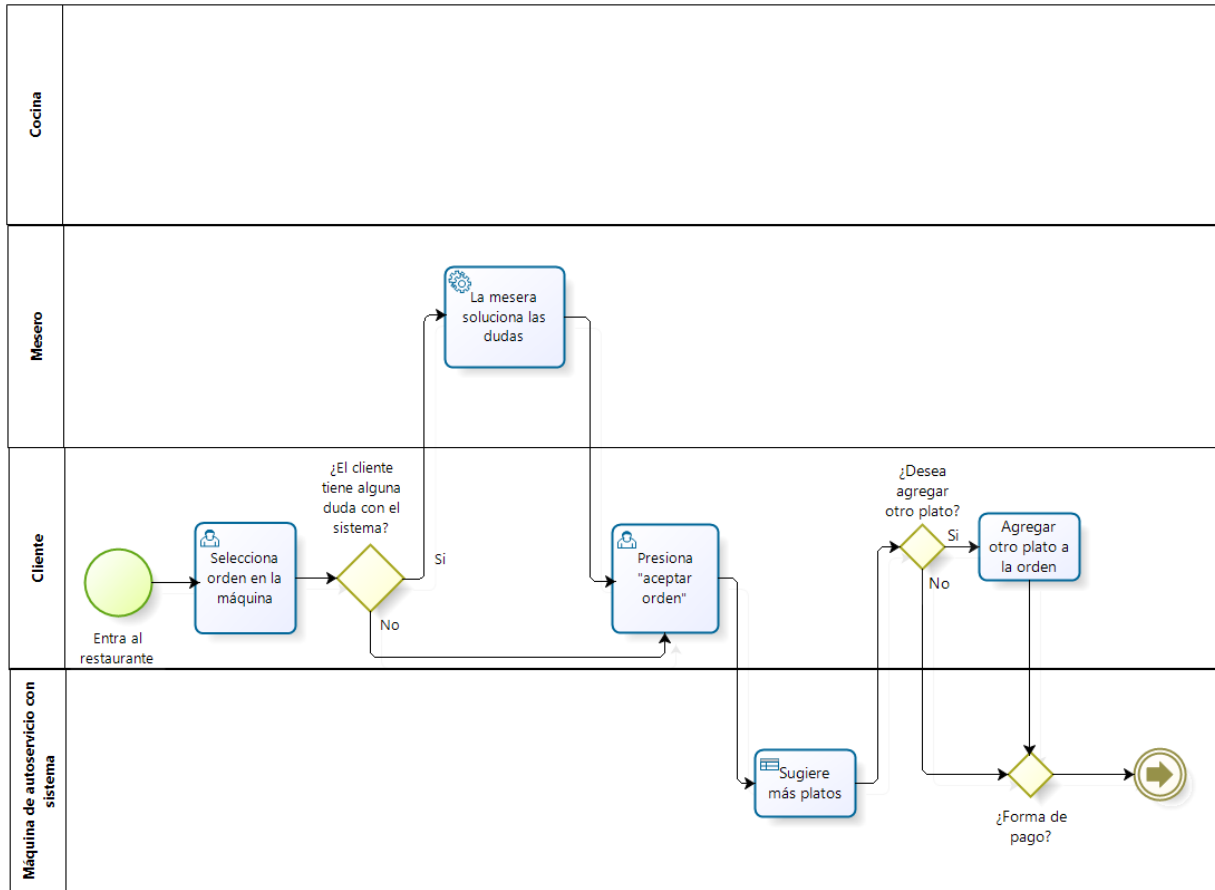 Cocina
Mesero
La mesera
soluciona las
dudas
Cliente
Entra al
restaurante
Selecciona
orden en la
máquina
¿El cliente
tiene alguna
duda con el
sistema?
Si
No
Presiona
"aceptar
orden"
¿Desea
agregar
otro plato?
Si
No
Agregar
otro plato a
la orden
Máquina de autoservicio con
sistema
Sugiere
más platos
¿Forma de
pago?